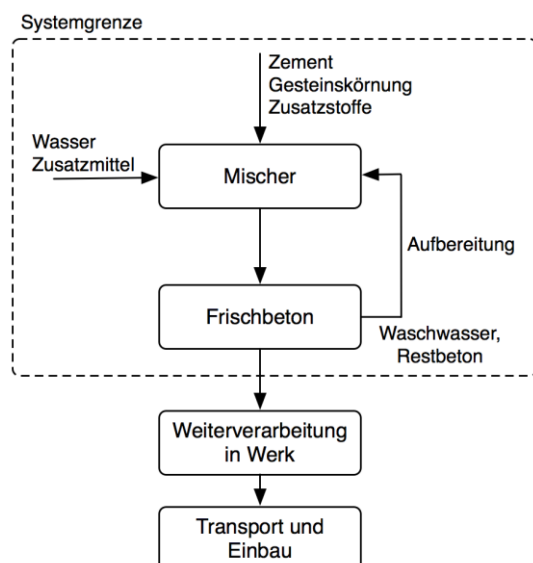 Systemgrenze
Zement
Gesteinskörnung
Zusatzstoffe
Wasser
Zusatzmittel
Mischer
Aufbereitung
Frischbeton
Waschwasser,
Restbeton
Weiterverarbeitung
in Werk
Transport und
Einbau